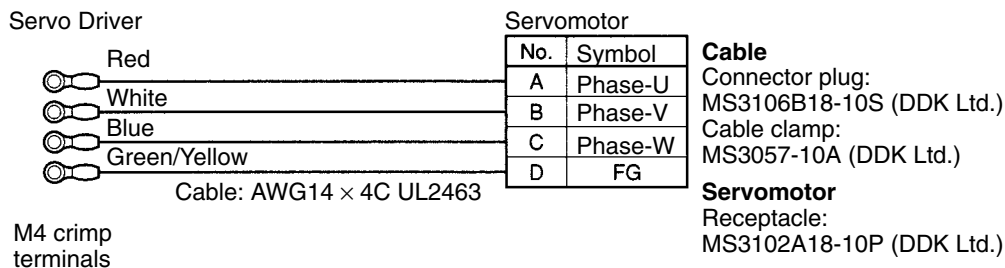 Servo Driver
Servomotor
No. Symbol
Red
A Phase-U
White
B Phase-V
Blue
C Phase-W
Green/Yellow
D FG
Cable: AWG14 × 4C UL2463
M4 crimp
terminals
Cable
Connector plug:
MS3106B18-10S (DDK Ltd.)
Cable clamp:
MS3057-10A (DDK Ltd.)
Servomotor
Receptacle:
MS3102A18-10P (DDK Ltd.)